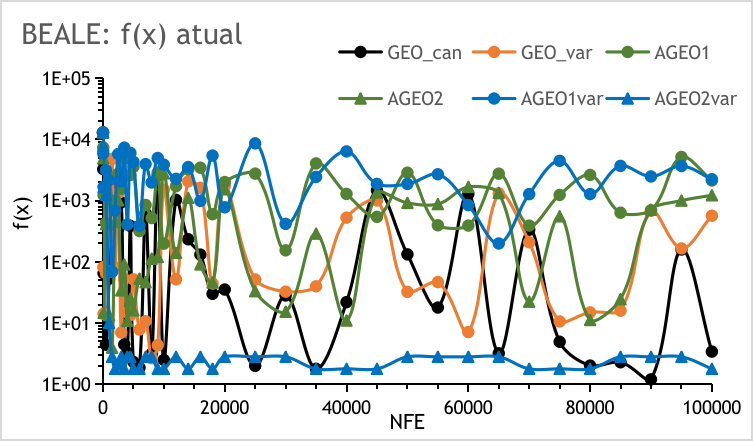 BEALE: f(x) atual
GEO_can GEO_var AGEO1
AGEO2 AGEO1var AGEO2var
1E+05
1E+04
1E+03
1E+02
1E+01
1E+00
f(x)
0 20000 40000 60000 80000 100000
NFE